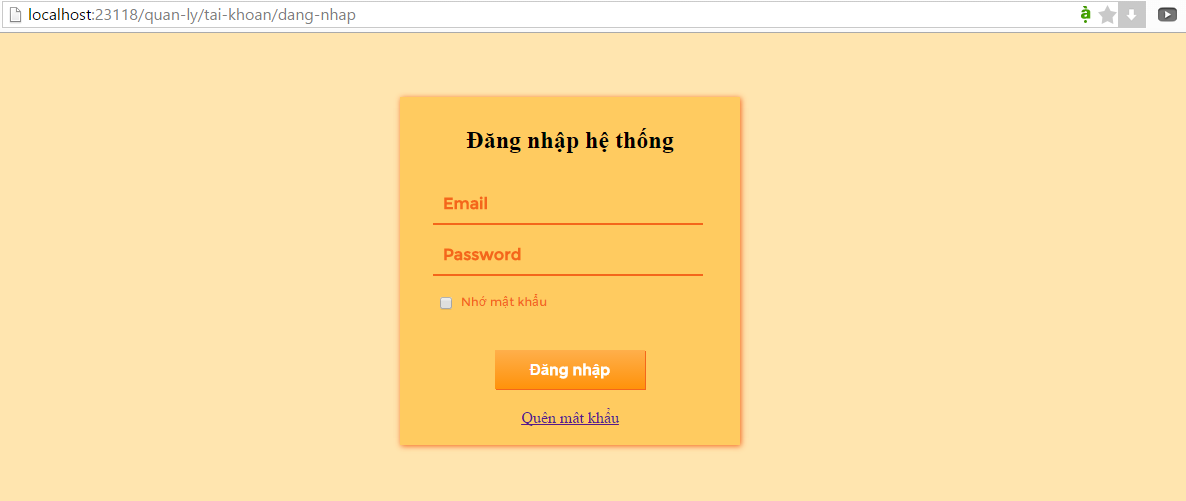 localhost:23118/quan-ly/tai-khoan/dang-nhap
Đăng nhập hệ thống
Email
Password
Nhớ mật khẩu
Đăng nhập
Quên mât khẩu